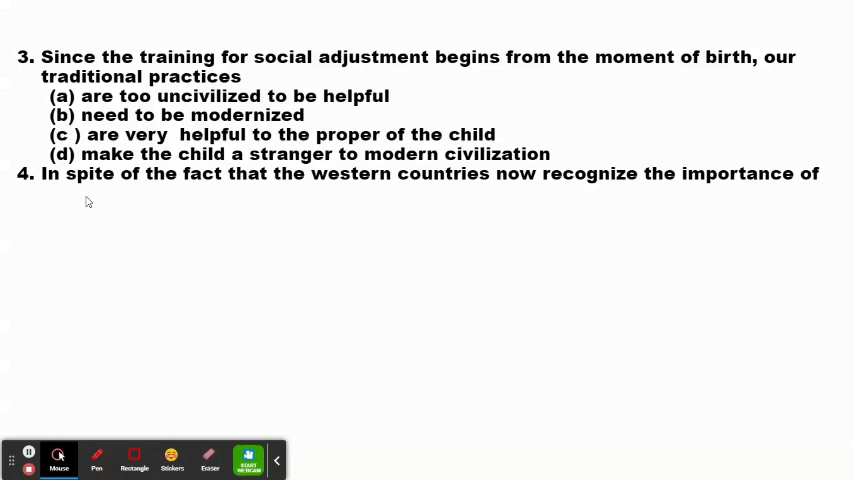 3. Since the training for social adjustment begins from the moment of birth, our
traditional practices
(a) are too uncivilized to be helpful
(b) need to be modernized
(c ) are very helpful to the proper of the child
(d) make the child a stranger to modern civilization
4. In spite of the fact that the western countries now recognize the importance of
Mouse
Pen
Rectangle
Stickers
Eraser
START
WEBCAM